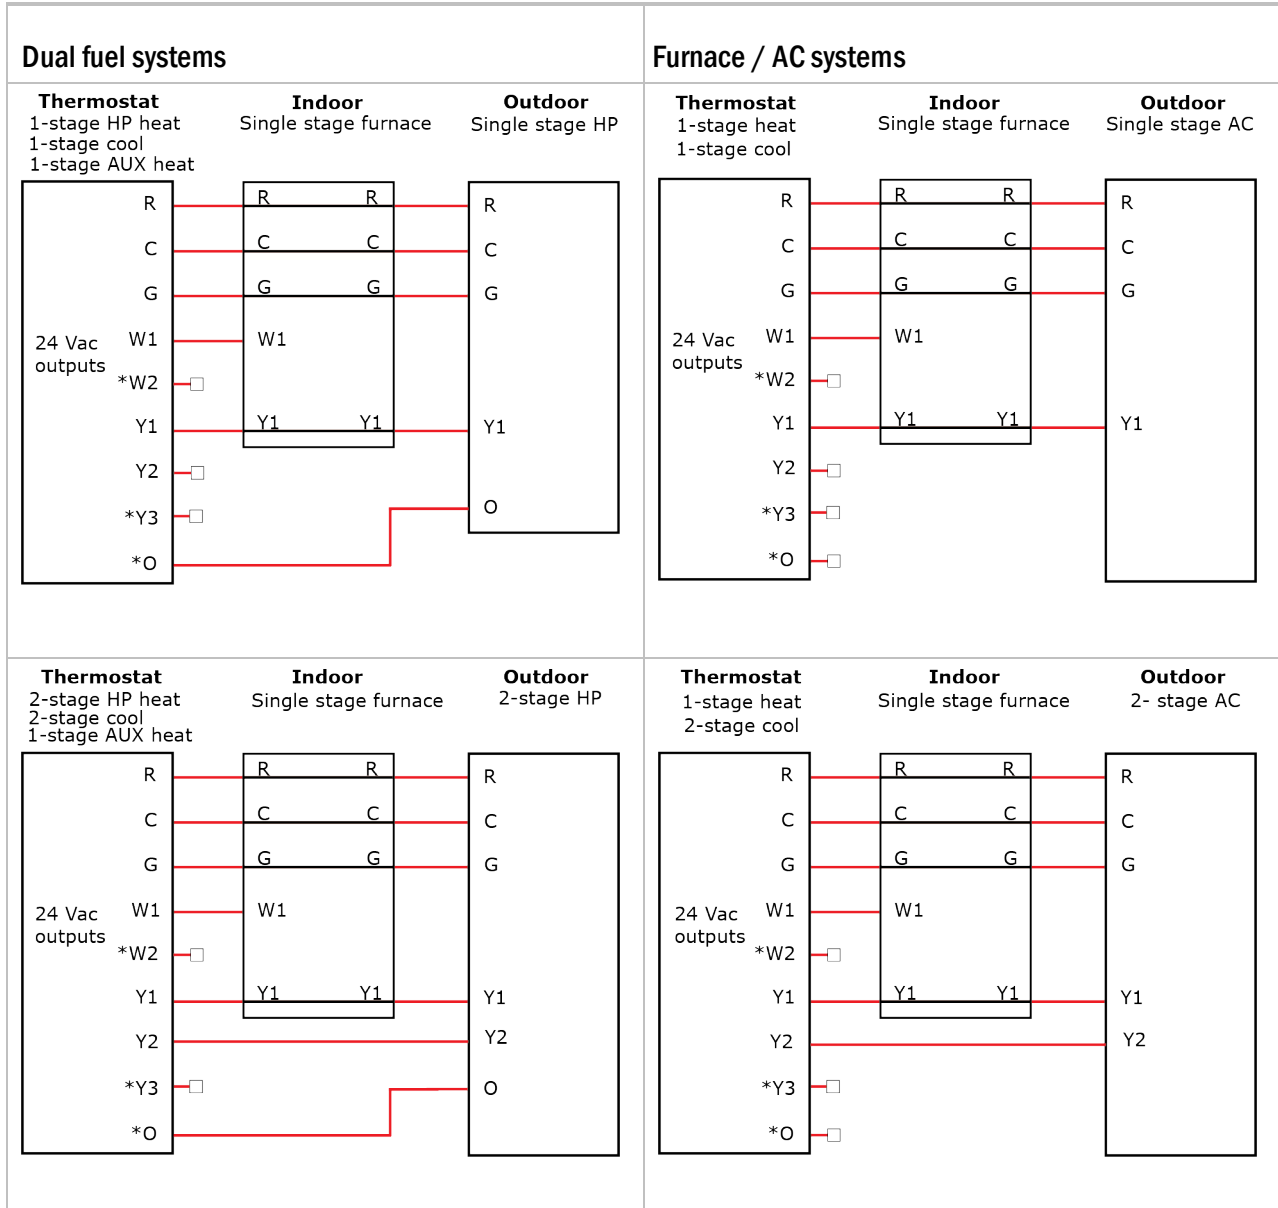 Dual fuel systems
Furnace / AC systems
Thermostat
1-stage HP heat
1-stage cool
1-stage AUX heat
Indoor
Single stage furnace
Outdoor
Single stage HP
R R R R
C C C C
G G G G
W1 W1
24 Vac
outputs
*W2
Y1 Y1 Y1 Y1
Y2
*Y3
*O O
Thermostat
1-stage heat
1-stage cool
Indoor
Single stage furnace
Outdoor
Single stage AC
R R R R
C C C C
G G G G
W1 W1
24 Vac
outputs
*W2
Y1 Y1 Y1 Y1
Y2
*Y3
*O
Thermostat
2-stage HP heat
2-stage cool
1-stage AUX heat
Indoor
Single stage furnace
Outdoor
2-stage HP
R R R R
C C C C
G G G G
W1 W1
24 Vac
outputs
*W2
Y1 Y1 Y1 Y1
Y2 Y2
*Y3
*O O
Thermostat
1-stage heat
2-stage cool
Indoor
Single stage furnace
Outdoor
2- stage AC
R R R R
C C C C
G G G G
W1 W1
24 Vac
outputs
*W2
Y1 Y1 Y1 Y1
Y2 Y2
*Y3
*O